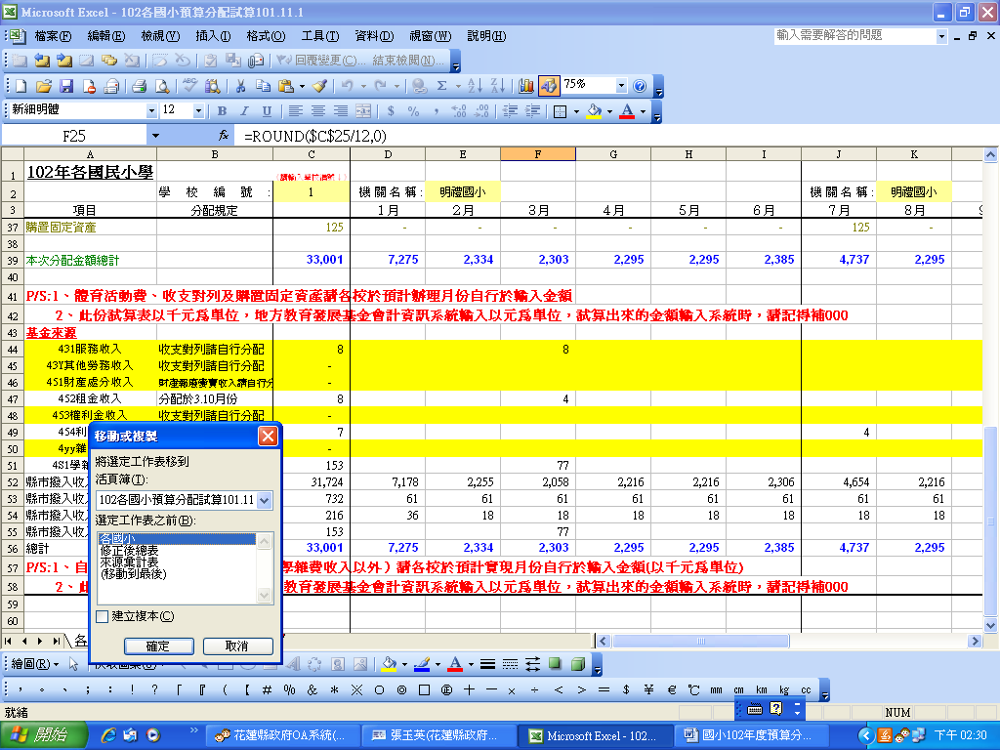 Microsoft Excel - 102各國小預算分配試算101.11.1
檔案(F) 編輯(E) 檢視(V) 插入(I) 格式(O) 工具(T) 資料(D) 視窗(W) 說明(H) 輸入需要解答的問題
回覆變更(C)... 結束檢閱(N)...
75%
新細明體 12 B I U $ % ,
F25 fx =ROUND($C$25/12,0)
A B C D E F G H I J K
1 102年各國民小學
2 學校編號: 1 機關名稱: 明禮國小 機關名稱: 明禮國小
3 項目 分配規定 1月 2月 3月 4月 5月 6月 7月 8月
37 購置固定資產 125 - - - - - - 125 -
38
39 本次分配金額總計 33,001 7,275 2,334 2,303 2,295 2,295 2,385 4,737 2,295
40
41 P/S:1、體育活動費、收支對列及購置固定資產請各校於預計辦理月份自行於輸入金額
42 2、此份試算表以千元為單位，地方教育發展基金會計資訊系統輸入以元為單位，試算出來的金額輸入系統時，請記得補000
43 基金來源
44 431服務收入 收支對列請自行分配 8 8
45 43Y其他勞務收入 收支對列請自行分配 -
46 451財產處分收入 財產報廢變賣收入請自行分 -
47 452租金收入 分配於3.10月份 8 4
48 453權利金收入 收支對列請自行分配 -
49 454利 7 4
50 4yy雜 -
51 481學雜 153 77
52 縣市撥入收入 31,724 7,178 2,255 2,058 2,216 2,216 2,306 4,654 2,216
53 縣市撥入收入 732 61 61 61 61 61 61 61 61
54 縣市撥入收入 216 36 18 18 18 18 18 18 18
55 縣市撥入收入 153 77
56 總計 33,001 7,275 2,334 2,303 2,295 2,295 2,385 4,737 2,295
57 P/S:1、自 學雜費收入以外）請各校於預計實現月份自行於輸入金額(以千元為單位)
58 2、此 教育發展基金會計資訊系統輸入以元為單位，試算出來的金額輸入系統時，請記得補000
59
60
移動或複製
將選定工作表移到
活頁簿(T):
102各國小預算分配試算101.11
選定工作表之前(B):
各國小
修正後總表
來源彙計表
(移動到最後)
建立複本(C)
確定 取消
各
繪圖(R)
， 。 、 ； ： ！ ？ 「 『 （ 【 # % & * ※ ○ ◎ □ ㊣ + － × ÷ < > = $ ¥ ￥ € ℃ mm cm km kg cc
就緒 NUM
開始 花蓮縣政府OA系統(... 張玉英(花蓮縣政府... Microsoft Excel - 102... 國小102年度預算分... 下午 02:30